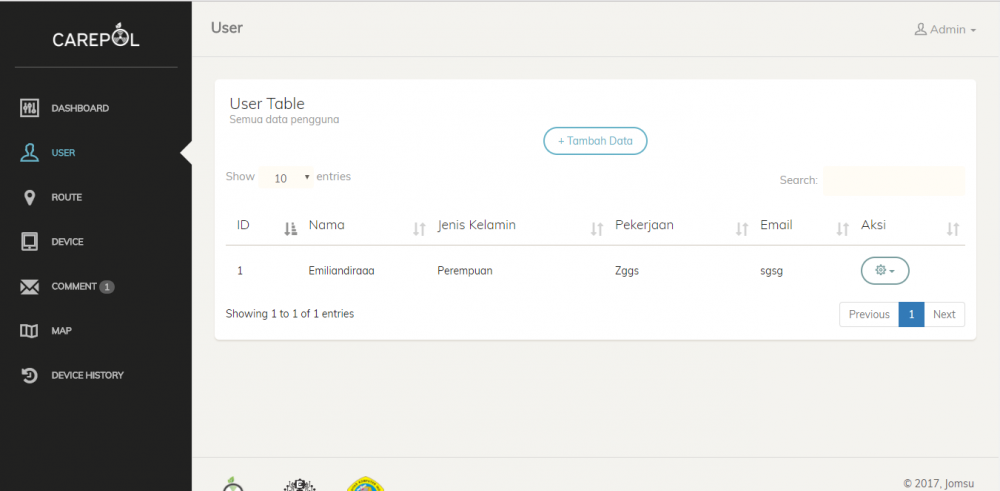 CAREPOL
User
Admin
DASHBOARD
USER
ROUTE
DEVICE
COMMENT 1
MAP
DEVICE HISTORY
User Table
Semua data pengguna
+ Tambah Data
Show 10 entries
Search:
ID Nama Jenis Kelamin Pekerjaan Email Aksi
1 Emiliandiraaa Perempuan Zggs sgsg
Showing 1 to 1 of 1 entries
Previous 1 Next
© 2017, Jomsu